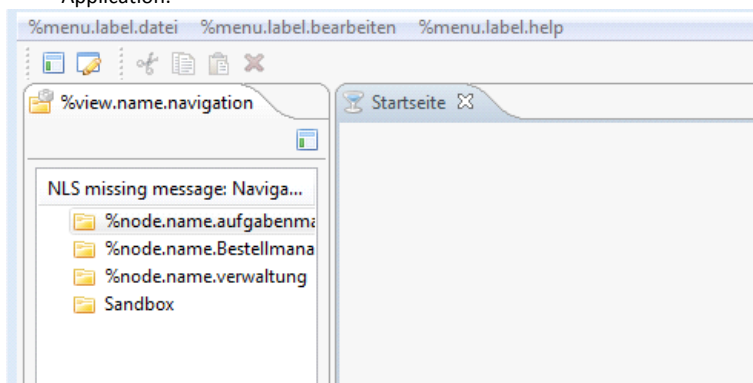 Application:
%menu.label.datei %menu.label.bearbeiten %menu.label.help
%view.name.navigation Startseite
NLS missing message: Naviga...
%node.name.aufgabenma
%node.name.Bestellmana
%node.name.verwaltung
Sandbox